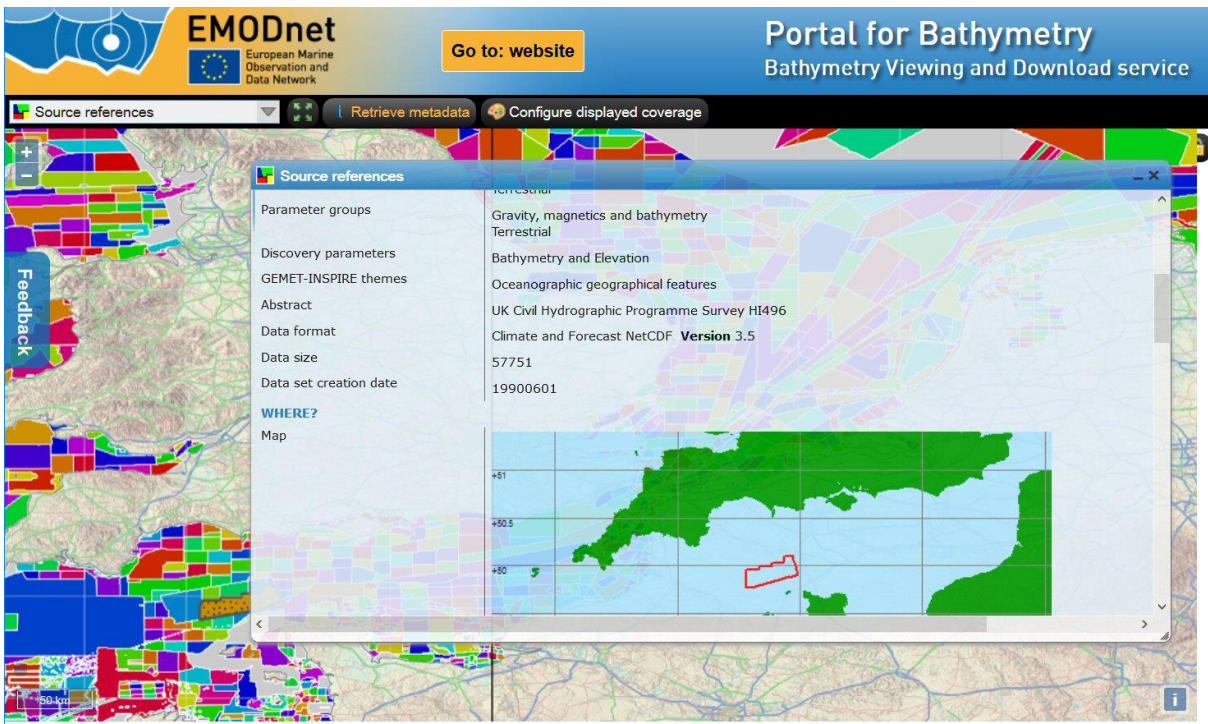 EMODnet
European Marine
Observation and
Data Network
Go to: website
Portal for Bathymetry
Bathymetry Viewing and Download service
Source references
i Retrieve metadata
Configure displayed coverage
+
-
Source references
Terrestrial
Parameter groups
Gravity, magnetics and bathymetry
Terrestrial
Discovery parameters
Bathymetry and Elevation
GEMET-INSPIRE themes
Oceanographic geographical features
Abstract
UK Civil Hydrographic Programme Survey HI496
Data format
Climate and Forecast NetCDF Version 3.5
Data size
57751
Data set creation date
19900601
WHERE?
Map
+51
+50.5
+50
Feedback
50 km
i